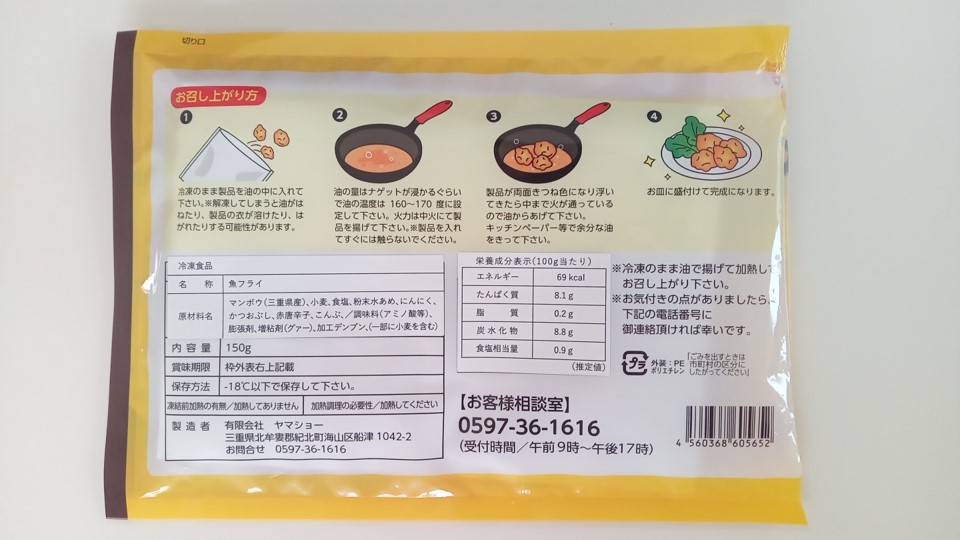 切り口
お召し上がり方
1
冷凍のまま製品を油の中に入れて
下さい。※解凍してしまうと油がは
ねたり、製品の衣が溶けたり、は
がれたりする可能性があります。
2
油の量はナゲットが浸かるぐらい
で油の温度は 160〜170 度に設
定して下さい。火力は中火にて製
品を揚げて下さい。※製品を入れ
てすぐには触らないでください。
3
製品が両面きつね色になり浮い
てきたら中まで火が通っている
ので油からあげて下さい。
キッチンペーパー等で余分な油
をきって下さい。
4
お皿に盛付けて完成になります。
冷凍食品
名 称 魚フライ
原材料名 マンボウ(三重県産)、小麦、食塩、粉末水あめ、にんにく、
かつおぶし、赤唐辛子、こんぶ、／調味料(アミノ酸等)、
膨張剤、増粘剤(グァー)、加工デンプン、(一部に小麦を含む)
内 容 量 150g
賞味期限 枠外表右上記載
保存方法 -18℃以下で保存して下さい。
凍結前加熱の有無／加熱してありません 加熱調理の必要性／加熱してください
製 造 者 有限会社 ヤマショー
三重県北牟婁郡紀北町海山区船津 1042-2
お問合せ 0597-36-1616
栄養成分表示(100g当たり)
エネルギー 69 kcal
たんぱく質 8.1 g
脂 質 0.2 g
炭水化物 8.8 g
食塩相当量 0.9 g
(推定値)
※冷凍のまま油で揚げて加熱して
お召し上がり下さい。
※お気付きの点がありましたら、
下記の電話番号に
御連絡頂ければ幸いです。
プラ
外装：PE
ポリエチレン
「ごみを出すときは
市町村の区分に
したがってください」
【お客様相談室】
0597-36-1616
(受付時間／午前9時〜午後17時)
4 560368 605652